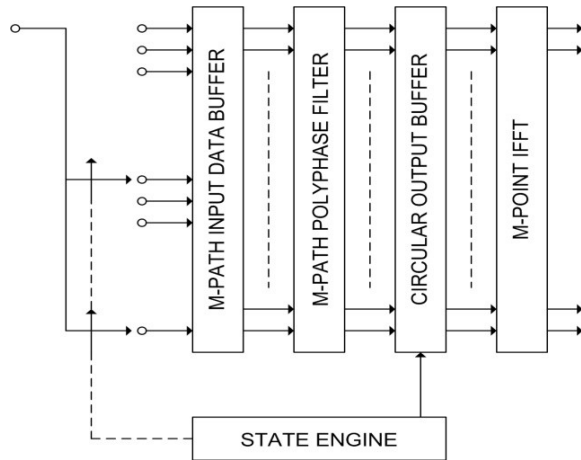 M-PATH INPUT DATA BUFFER
M-PATH POLYPHASE FILTER
CIRCULAR OUTPUT BUFFER
M-POINT IFFT
STATE ENGINE